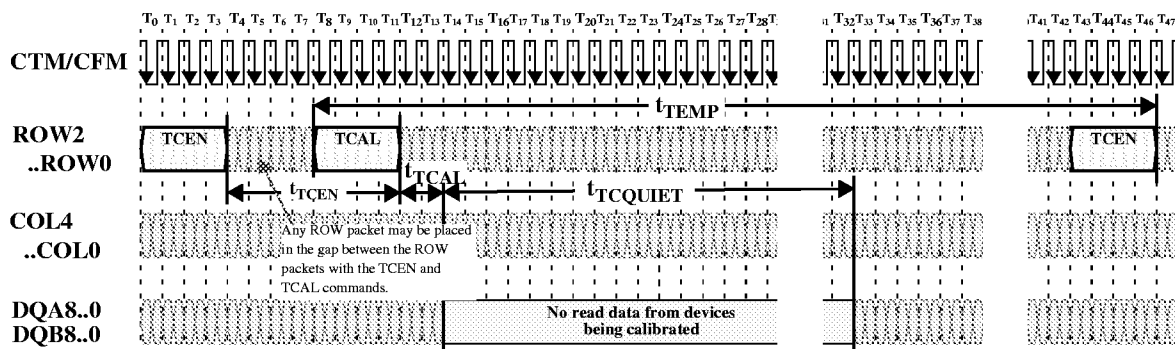 T0 T1 T2 T3 T4 T5 T6 T7 T8 T9 T10 T11 T12 T13 T14 T15 T16 T17 T18 T19 T20 T21 T22 T23 T24 T25 T26 T27 T28 T32 T33 T34 T35 T36 T37 T38 T41 T42 T43 T44 T45 T46 T47
CTM/CFM
tTEMP
ROW2
..ROW0
TCEN
TCAL
TCEN
tTCEN
tTCAL
tTCQUIET
COL4
..COL0
Any ROW packet may be placed
in the gap between the ROW
packets with the TCEN and
TCAL commands.
DQA8..0
DQB8..0
No read data from devices
being calibrated